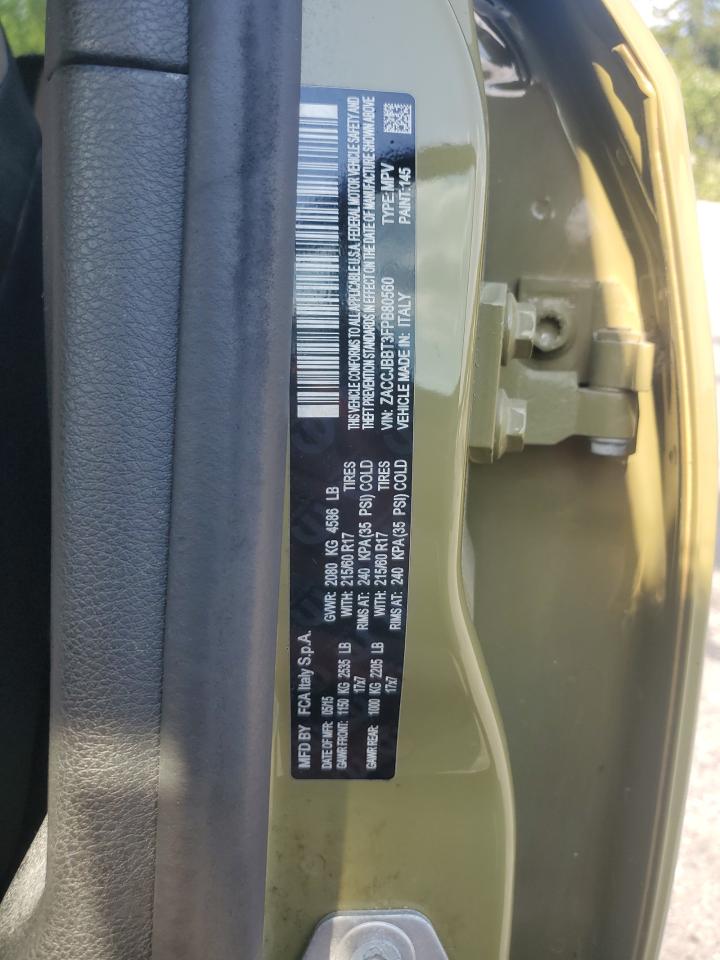 MFD BY FCA Italy S.p.A.
DATE OF MFR: 05/15 GVWR: 2080 KG 4586 LB
GAWR FRONT: 1150 KG 2535 LB WITH: 215/60 R17 TIRES
17x7 RIMS AT: 240 KPA(35 PSI) COLD
GAWR REAR: 1000 KG 2205 LB WITH: 215/60 R17 TIRES
17x7 RIMS AT: 240 KPA(35 PSI) COLD
THIS VEHICLE CONFORMS TO ALL APPLICABLE U.S.A. FEDERAL MOTOR VEHICLE SAFETY AND
THEFT PREVENTION STANDARDS IN EFFECT ON THE DATE OF MANUFACTURE SHOWN ABOVE
VIN: ZACCJBBT3FPB80560 TYPE:MPV
VEHICLE MADE IN: ITALY PAINT:145